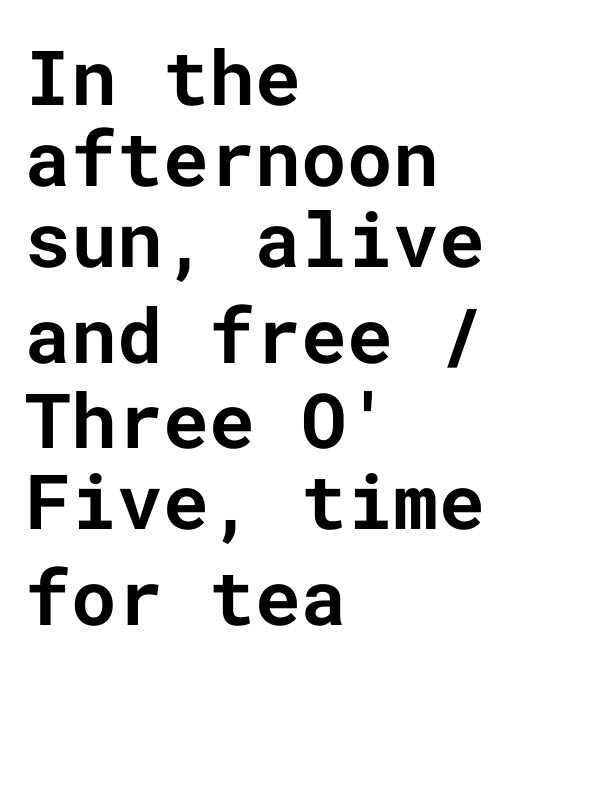 In the
afternoon
sun, alive
and free /
Three O'
Five, time
for tea